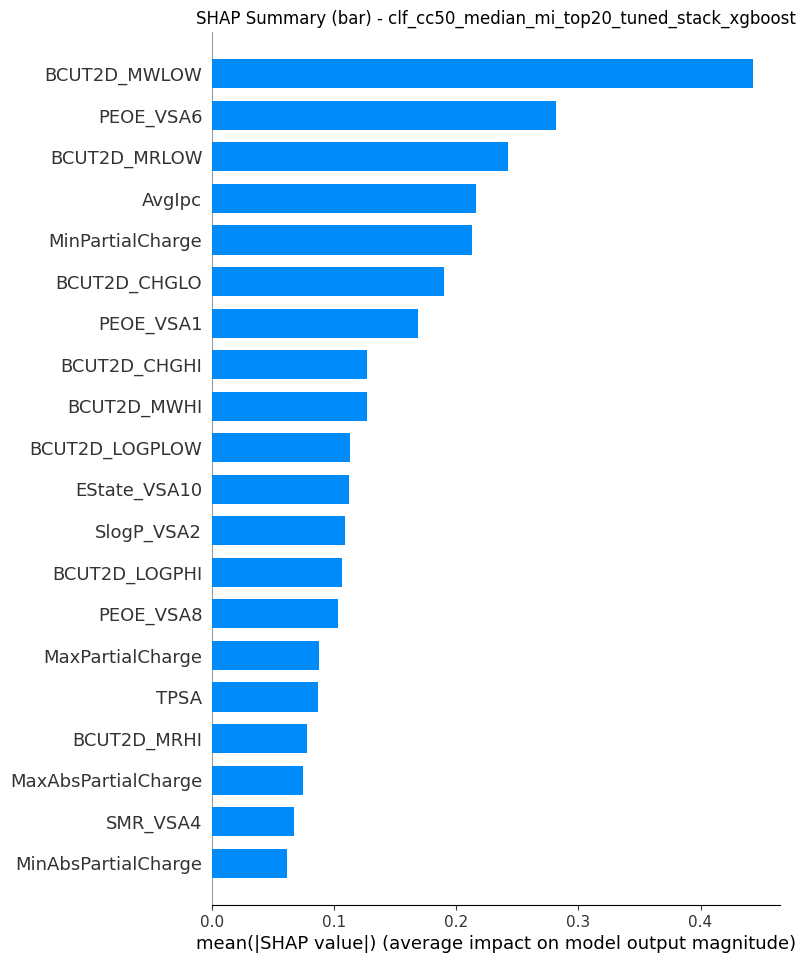 SHAP Summary (bar) - clf_cc50_median_mi_top20_tuned_stack_xgboost
BCUT2D_MWLOW
PEOE_VSA6
BCUT2D_MRLOW
AvgIpc
MinPartialCharge
BCUT2D_CHGLO
PEOE_VSA1
BCUT2D_CHGHI
BCUT2D_MWHI
BCUT2D_LOGPLOW
EState_VSA10
SlogP_VSA2
BCUT2D_LOGPHI
PEOE_VSA8
MaxPartialCharge
TPSA
BCUT2D_MRHI
MaxAbsPartialCharge
SMR_VSA4
MinAbsPartialCharge
0.0 0.1 0.2 0.3 0.4
mean(|SHAP value|) (average impact on model output magnitude)